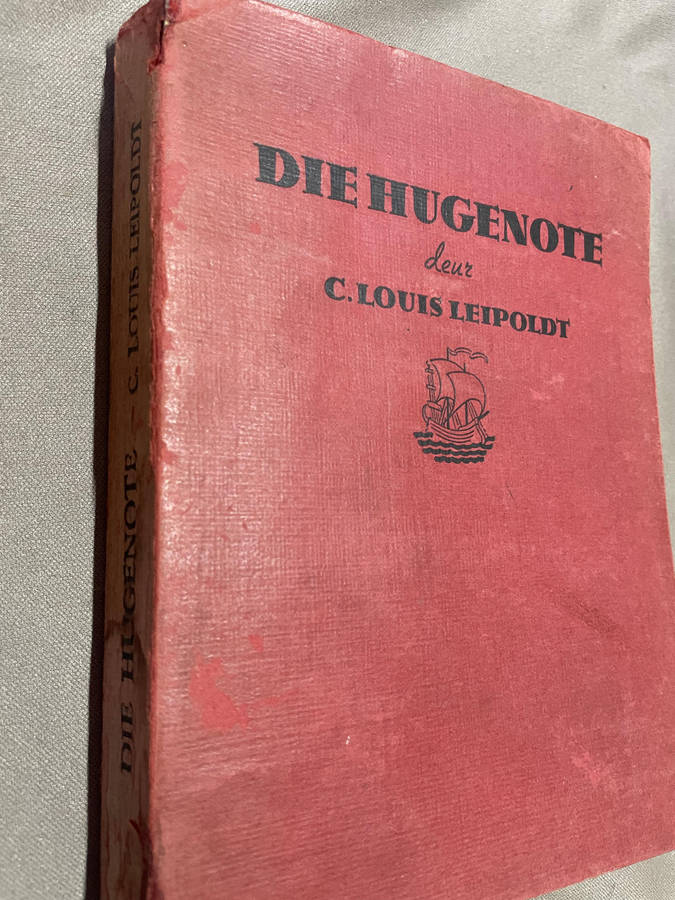 DIE HUGENOTE
deur
C. LOUIS LEIPOLDT
DIE HUGENOTE – C. LOUIS LEIPOLDT